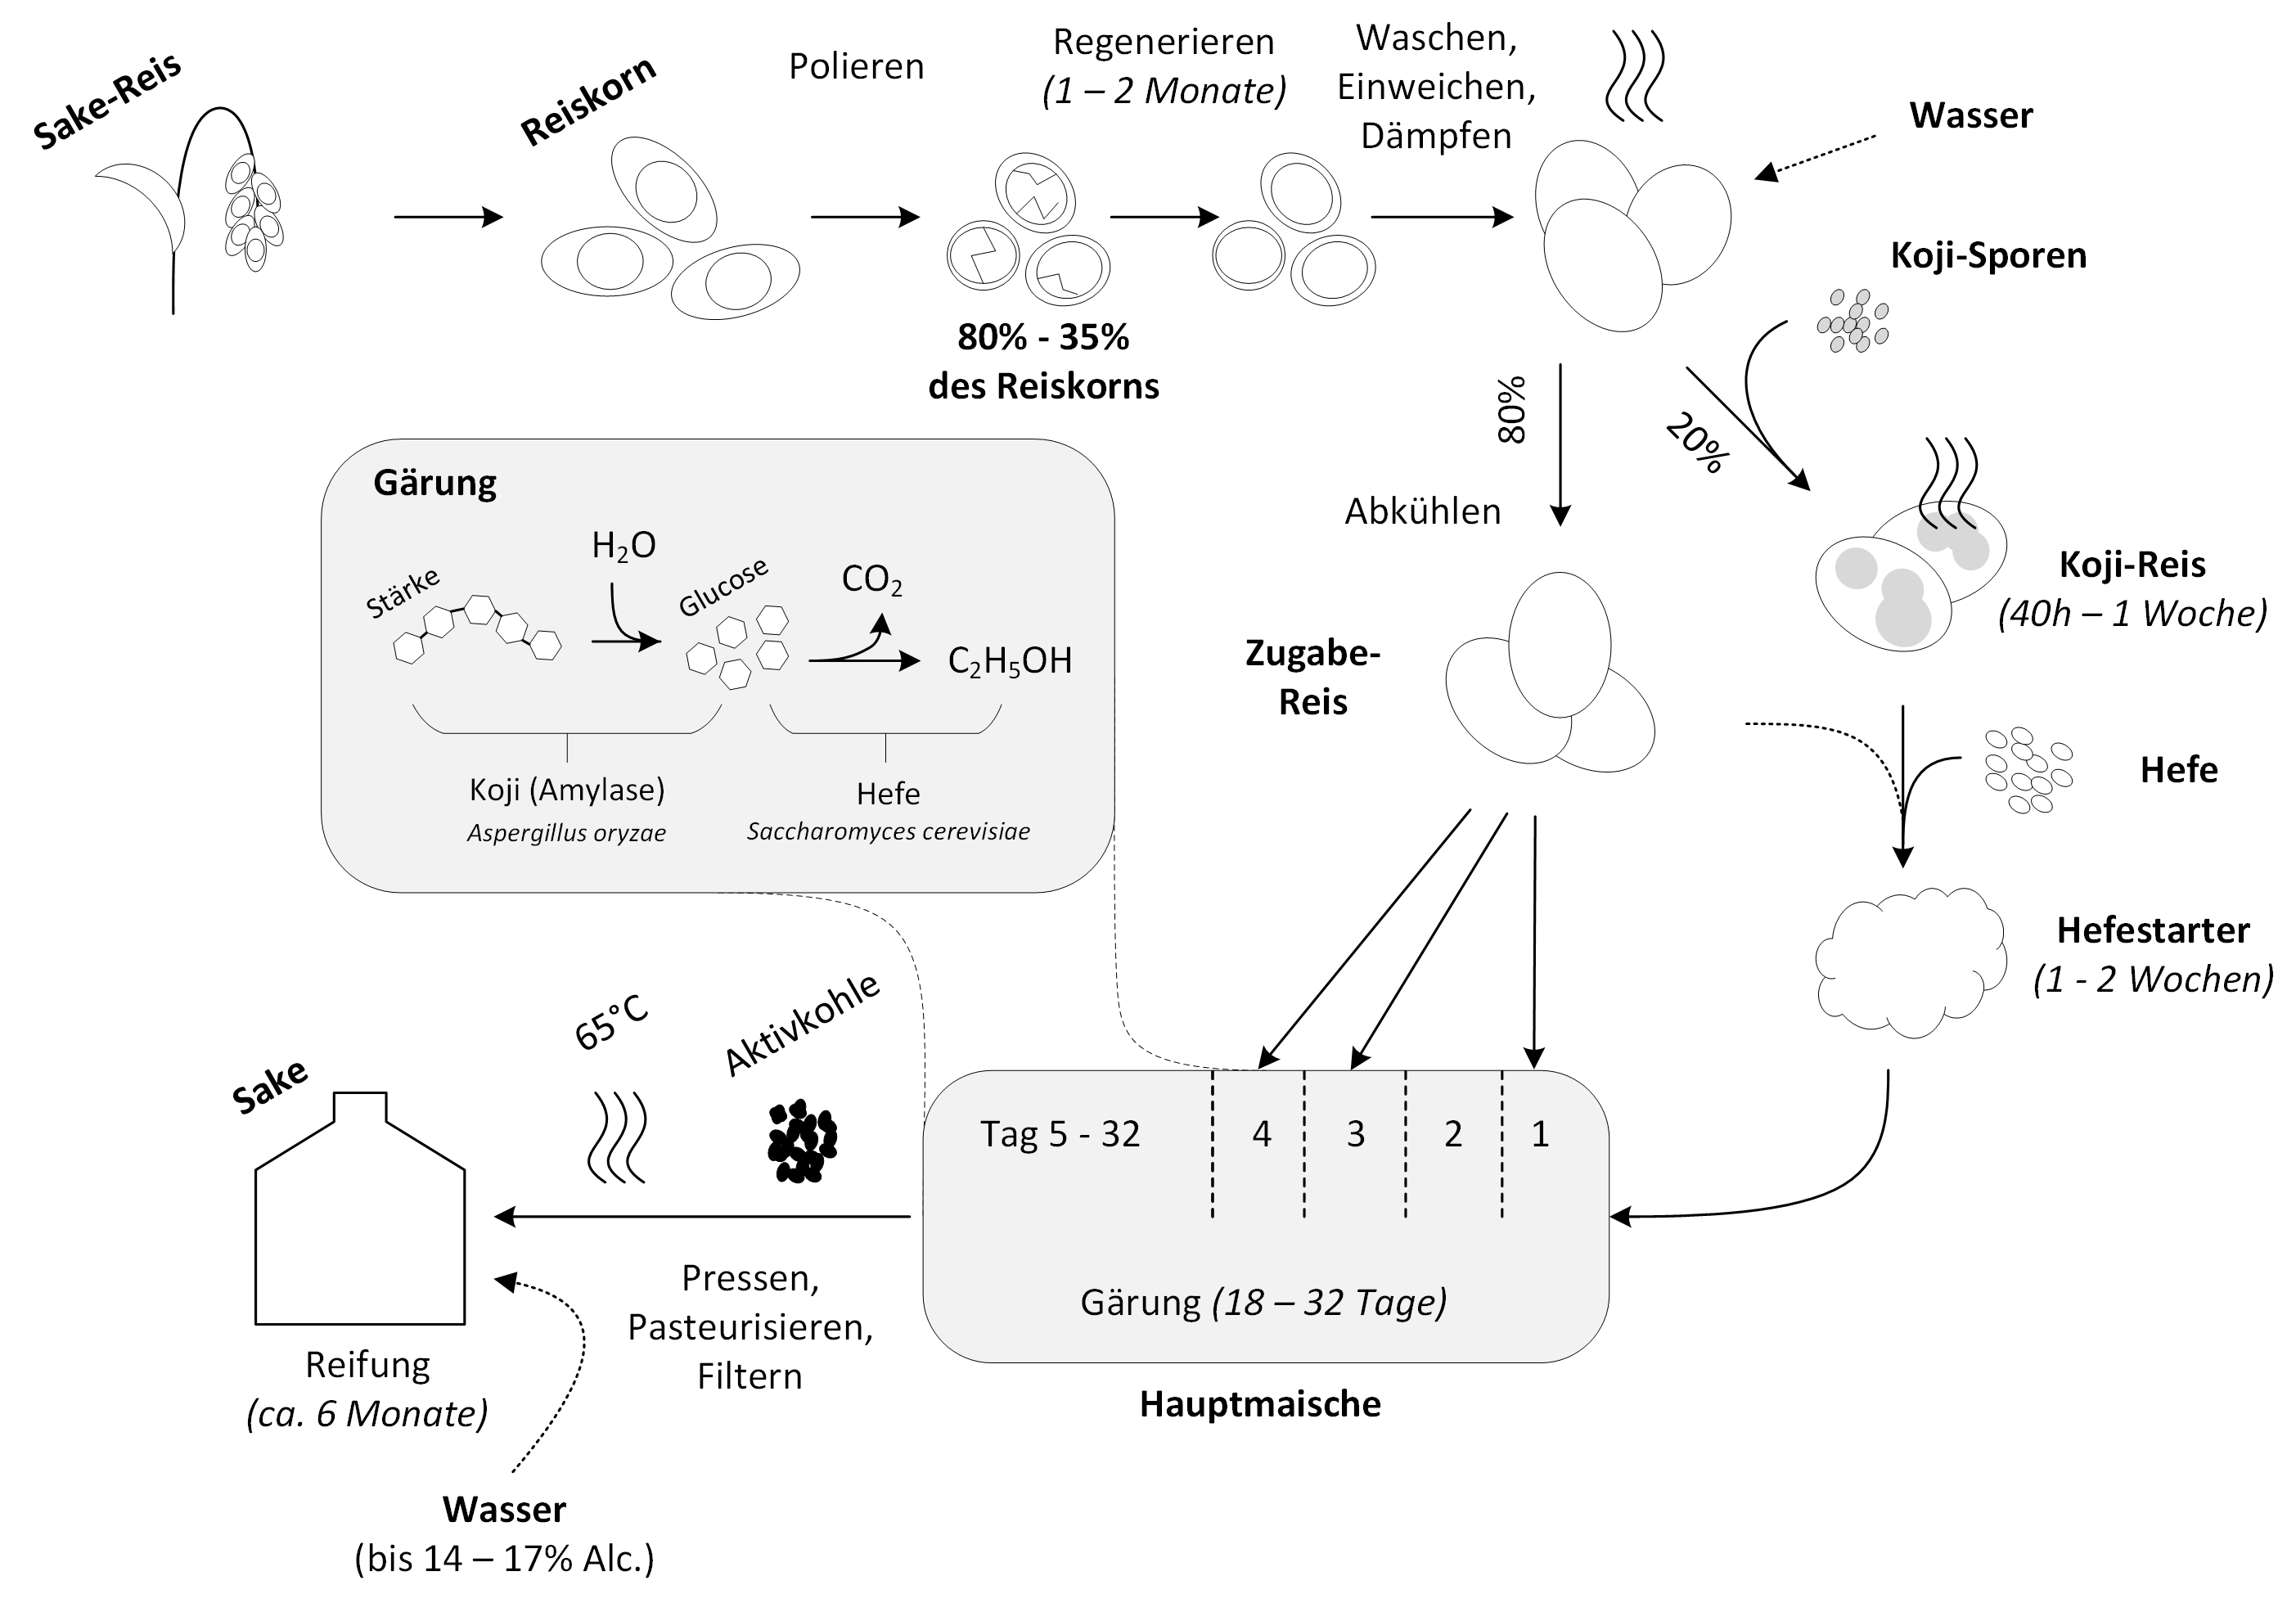 Sake-Reis
Reiskorn
Polieren
Regenerieren
(1 – 2 Monate)
Waschen,
Einweichen,
Dämpfen
Wasser
Koji-Sporen
80% - 35%
des Reiskorns
80%
20%
Abkühlen
Koji-Reis
(40h – 1 Woche)
Zugabe-
Reis
Hefe
Hefestarter
(1 - 2 Wochen)
Gärung
Stärke
H₂O
Glucose
CO₂
C₂H₅OH
Koji (Amylase)
Aspergillus oryzae
Hefe
Saccharomyces cerevisiae
Tag 5 - 32
4
3
2
1
Gärung (18 – 32 Tage)
Hauptmaische
65°C
Aktivkohle
Pressen,
Pasteurisieren,
Filtern
Sake
Reifung
(ca. 6 Monate)
Wasser
(bis 14 – 17% Alc.)